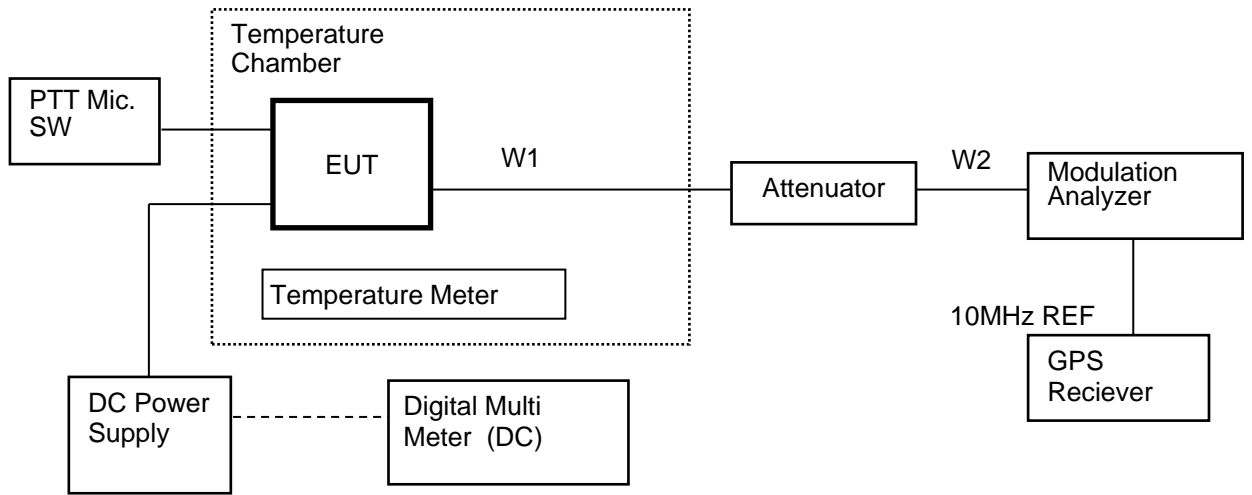 Temperature
Chamber
PTT Mic.
SW
EUT
W1
Attenuator
W2
Modulation
Analyzer
Temperature Meter
10MHz REF
GPS
Reciever
DC Power
Supply
Digital Multi
Meter (DC)